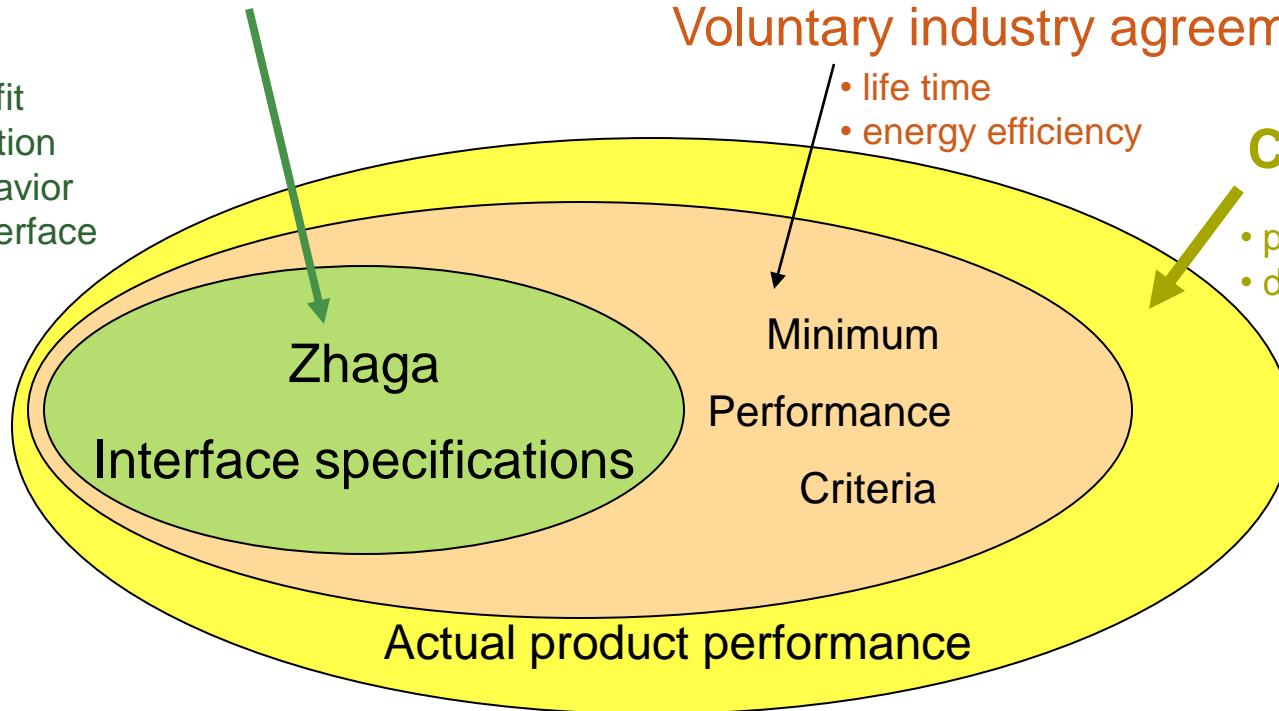 Voluntary industry agreem
• life time
• energy efficiency
fit
tion
avior
erface
C
• p
• d
Zhaga
Interface specifications
Minimum
Performance
Criteria
Actual product performance